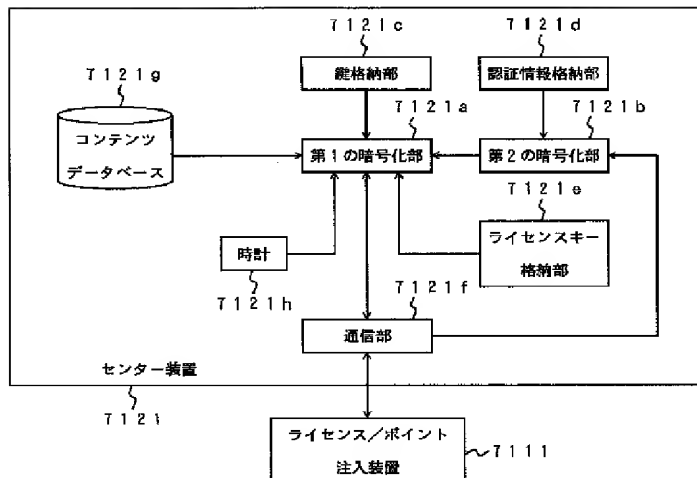 7121c
7121d
鍵格納部
認証情報格納部
7121g
7121a
7121b
コンテンツ
データベース
第1の暗号化部
第2の暗号化部
7121e
時計
ライセンスキー
格納部
7121h
7121f
通信部
センター装置
7121
ライセンス/ポイント
注入装置
7111